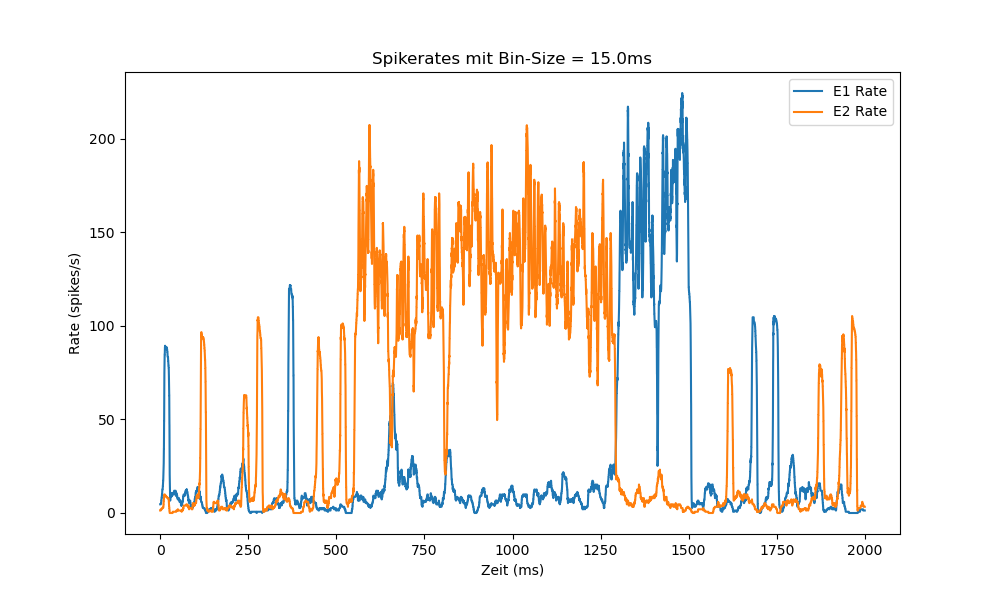 Spikerates mit Bin-Size = 15.0ms
E1 Rate
E2 Rate
Rate (spikes/s)
200
150
100
50
0
0 250 500 750 1000 1250 1500 1750 2000
Zeit (ms)